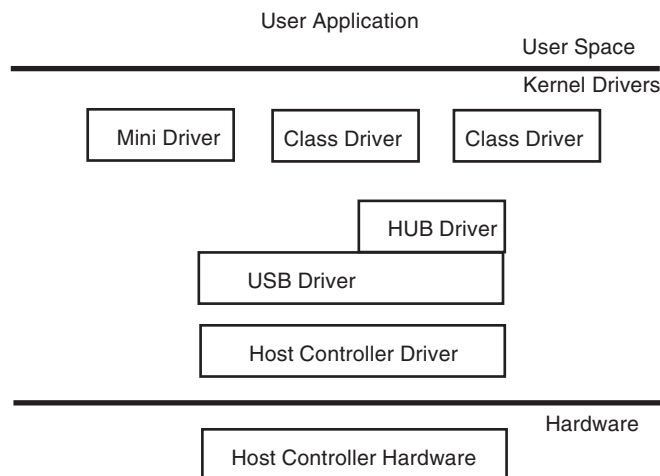 User Application
User Space
Kernel Drivers
Mini Driver
Class Driver
Class Driver
HUB Driver
USB Driver
Host Controller Driver
Hardware
Host Controller Hardware